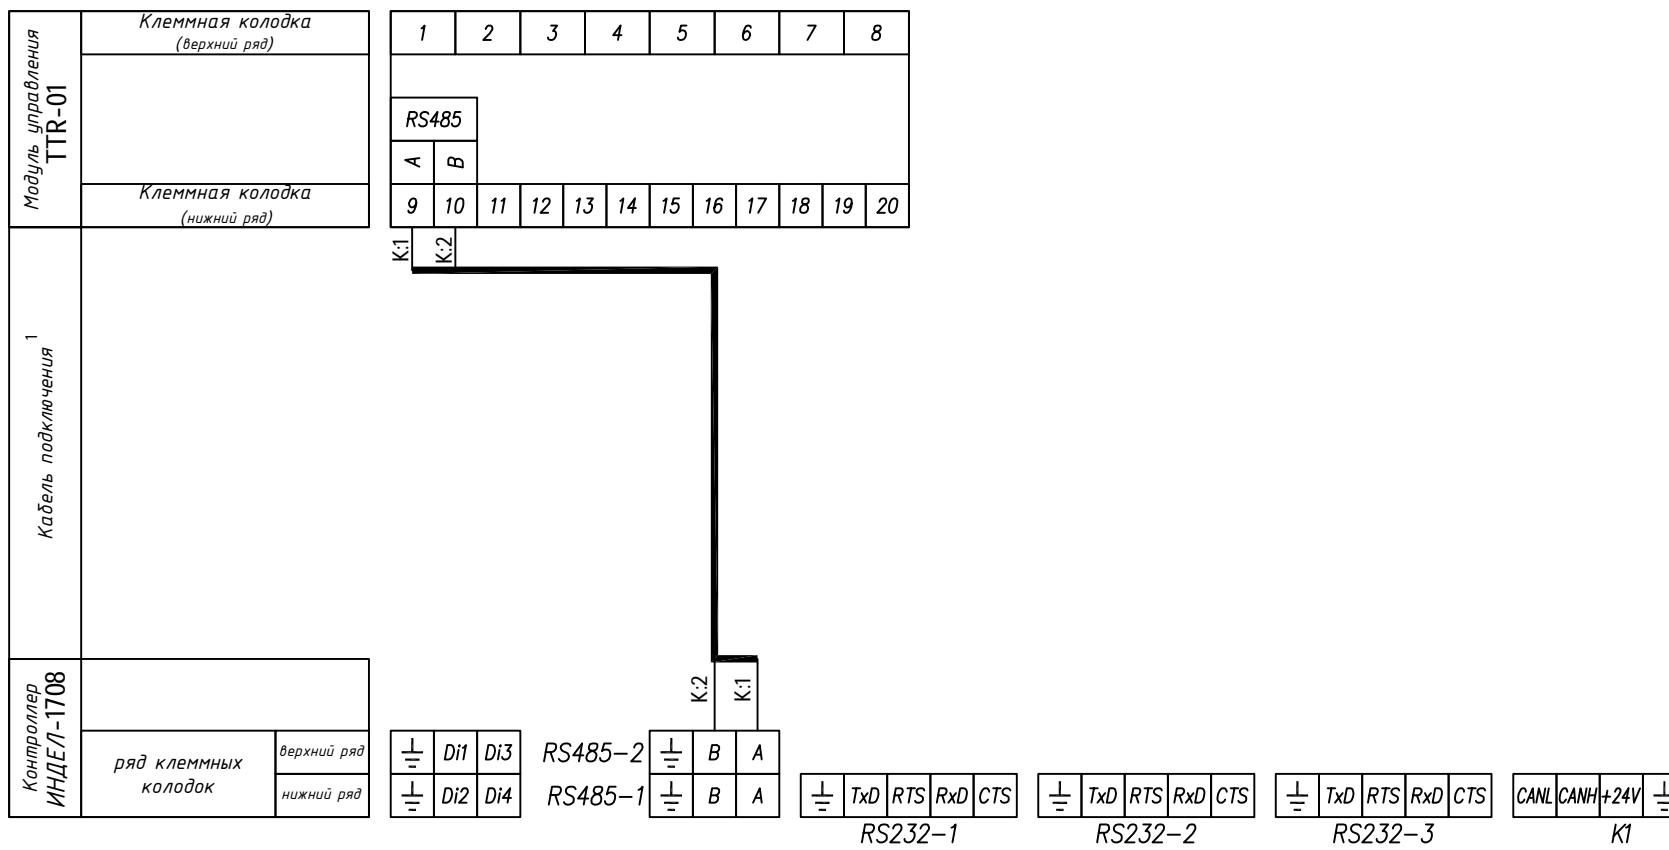 Модуль управления
TTR-01
Клеммная колодка
(верхний ряд)
1 2 3 4 5 6 7 8
RS485
A B
Клеммная колодка
(нижний ряд)
9 10 11 12 13 14 15 16 17 18 19 20
К:1 К:2
Кабель подключения 1
К:2 К:1
Контроллер
ИНДЕЛ-1708
ряд клеммных
колодок
верхний ряд
нижний ряд
Di1 Di3
Di2 Di4
RS485-2 B A
RS485-1 B A
TxD RTS RxD CTS
RS232-1
TxD RTS RxD CTS
RS232-2
TxD RTS RxD CTS
RS232-3
CANL CANH +24V
K1